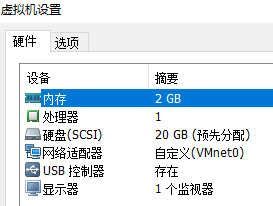 虚拟机设置
硬件 选项
设备 摘要
内存 2 GB
处理器 1
硬盘(SCSI) 20 GB (预先分配)
网络适配器 自定义(VMnet0)
USB 控制器 存在
显示器 1 个监视器